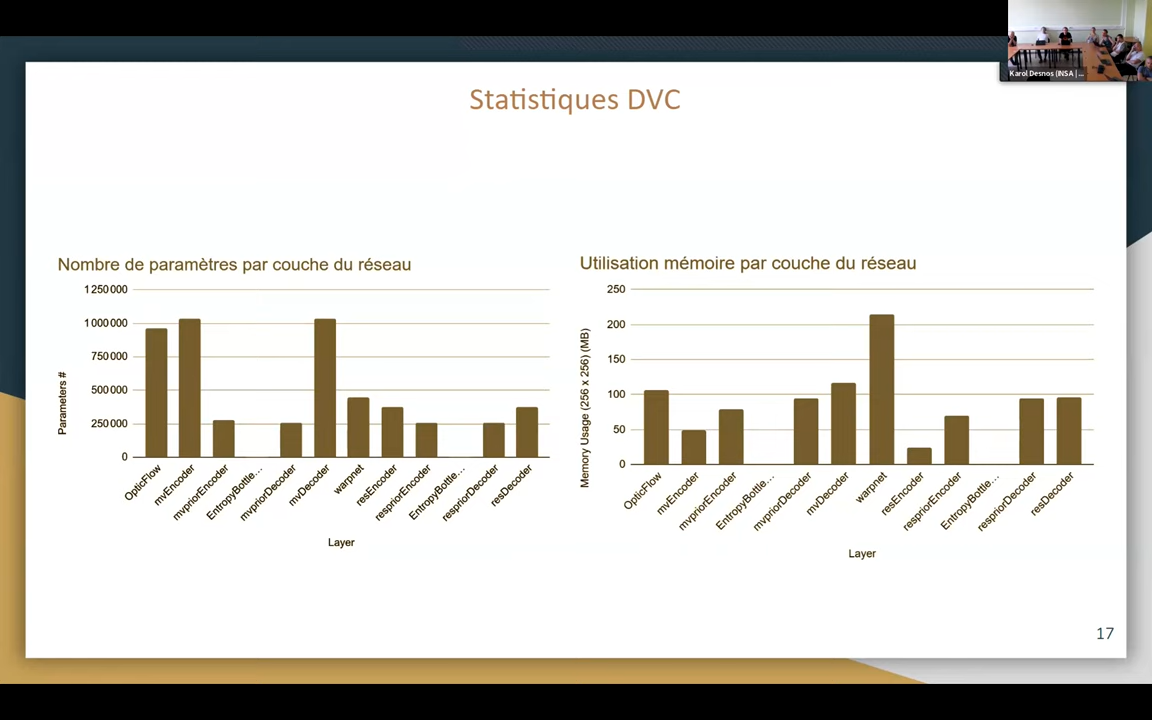 Karol Desnos (INSA | ...
Statistiques DVC
Nombre de paramètres par couche du réseau
Parameters #
1 250 000
1 000 000
750 000
500 000
250 000
0
OpticFlow
mvEncoder
mvpriorEncoder
EntropyBottle...
mvpriorDecoder
mvDecoder
warpnet
resEncoder
respriorEncoder
EntropyBottle...
respriorDecoder
resDecoder
Layer
Utilisation mémoire par couche du réseau
Memory Usage (256 x 256) (MB)
250
200
150
100
50
0
OpticFlow
mvEncoder
mvpriorEncoder
EntropyBottle...
mvpriorDecoder
mvDecoder
warpnet
resEncoder
respriorEncoder
EntropyBottle...
respriorDecoder
resDecoder
Layer
17